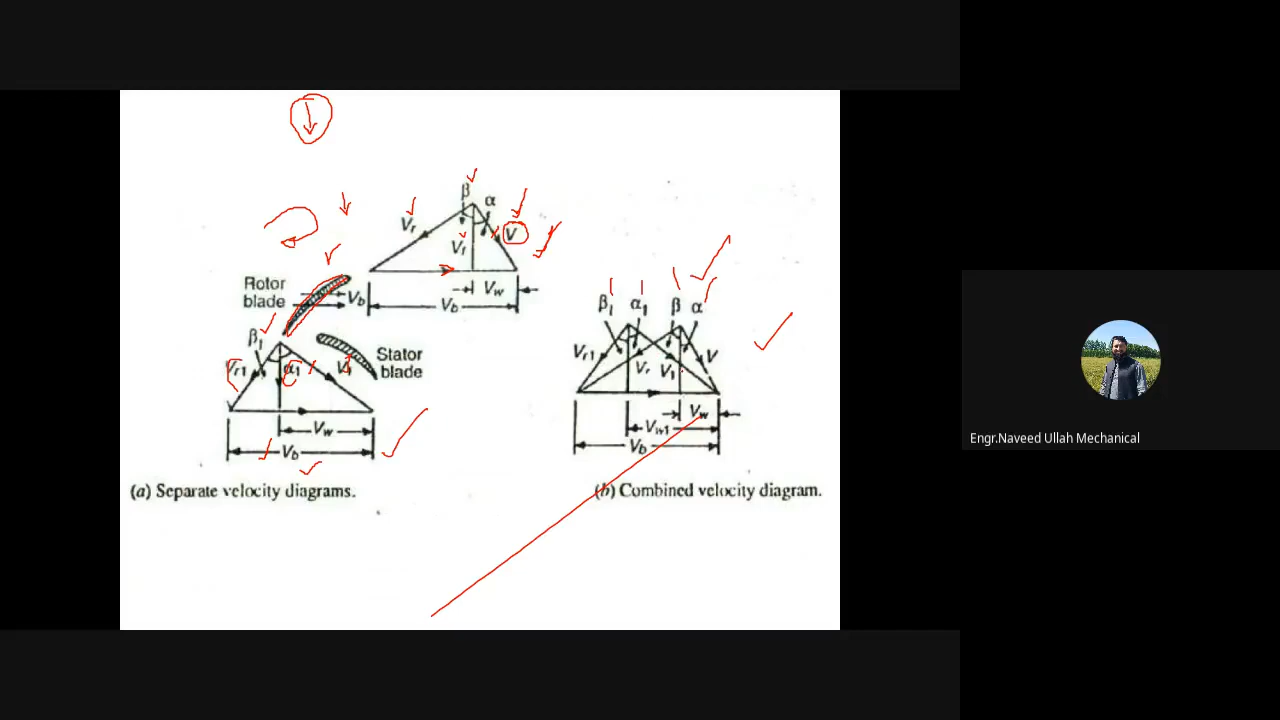 β
α
Vr
V
Vf
Rotor
blade
Vb
Vw
Vb
β1
α1
β
α
β1
Stator
blade
Vr1
α1
V1
Vr1
Vr
Vf
V
Vw
Vw
Vw1
Vb
Vb
Engr.Naveed Ullah Mechanical
(a) Separate velocity diagrams.
(b) Combined velocity diagram.